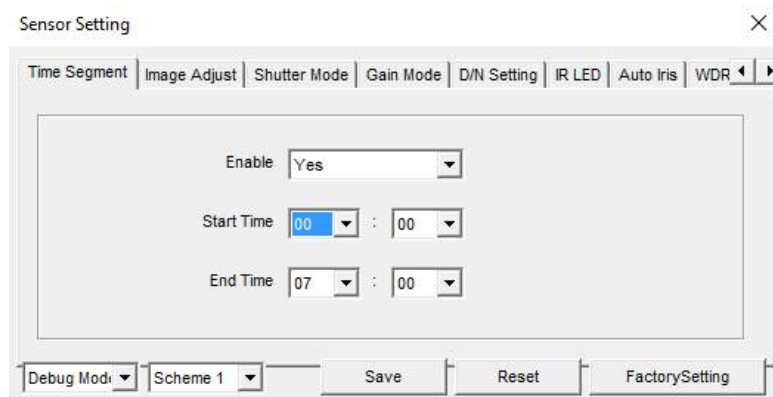 Sensor Setting
Time Segment Image Adjust Shutter Mode Gain Mode D/N Setting IR LED Auto Iris WDR
Enable Yes
Start Time 00 : 00
End Time 07 : 00
Debug Mod Scheme 1 Save Reset FactorySetting